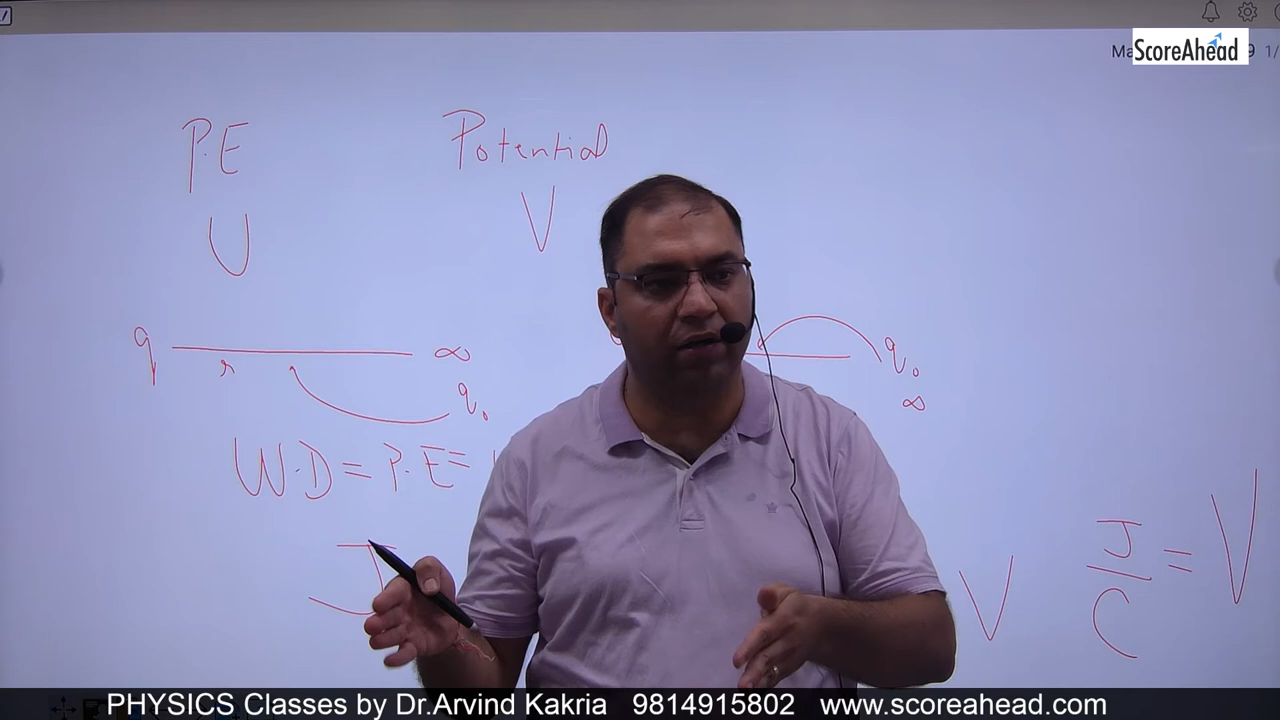 ScoreAhead
P.E Potential
U V
q r ∞ q₀
q₀ ∞
W.D = P.E =
J V J/C = V
PHYSICS Classes by Dr.Arvind Kakria 9814915802 www.scoreahead.com